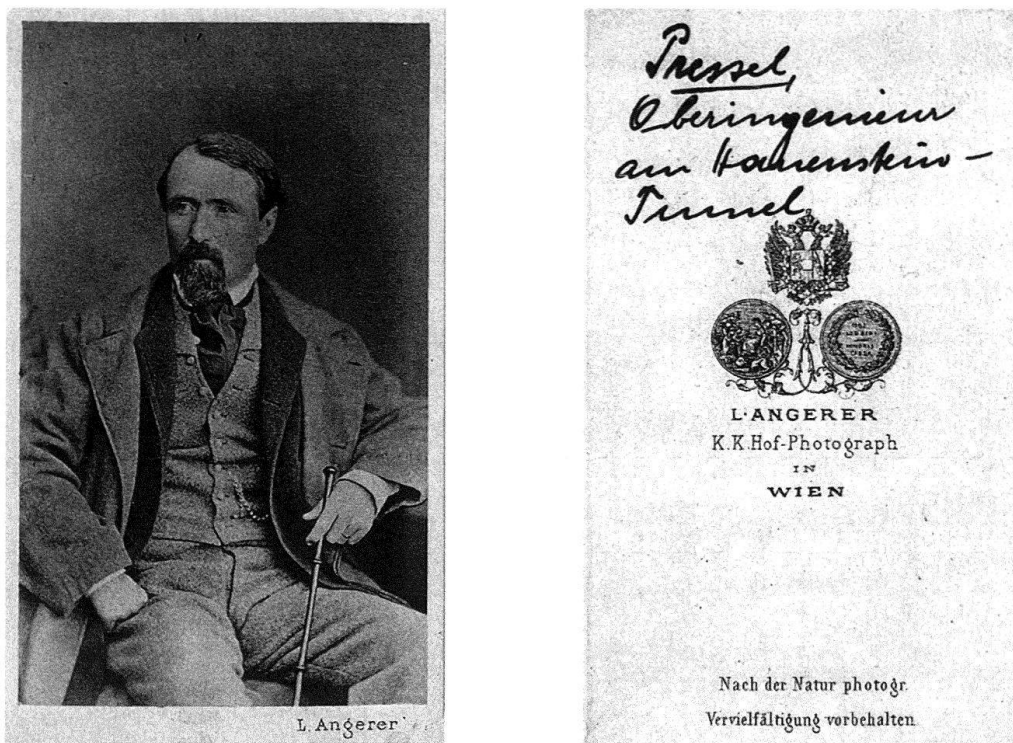 L. Angerer
Pressel,
Oberingenieur
am Hauenstein-
Tunnel
L. ANGERER
K.K. Hof-Photograph
IN
WIEN
Nach der Natur photogr.
Vervielfältigung vorbehalten